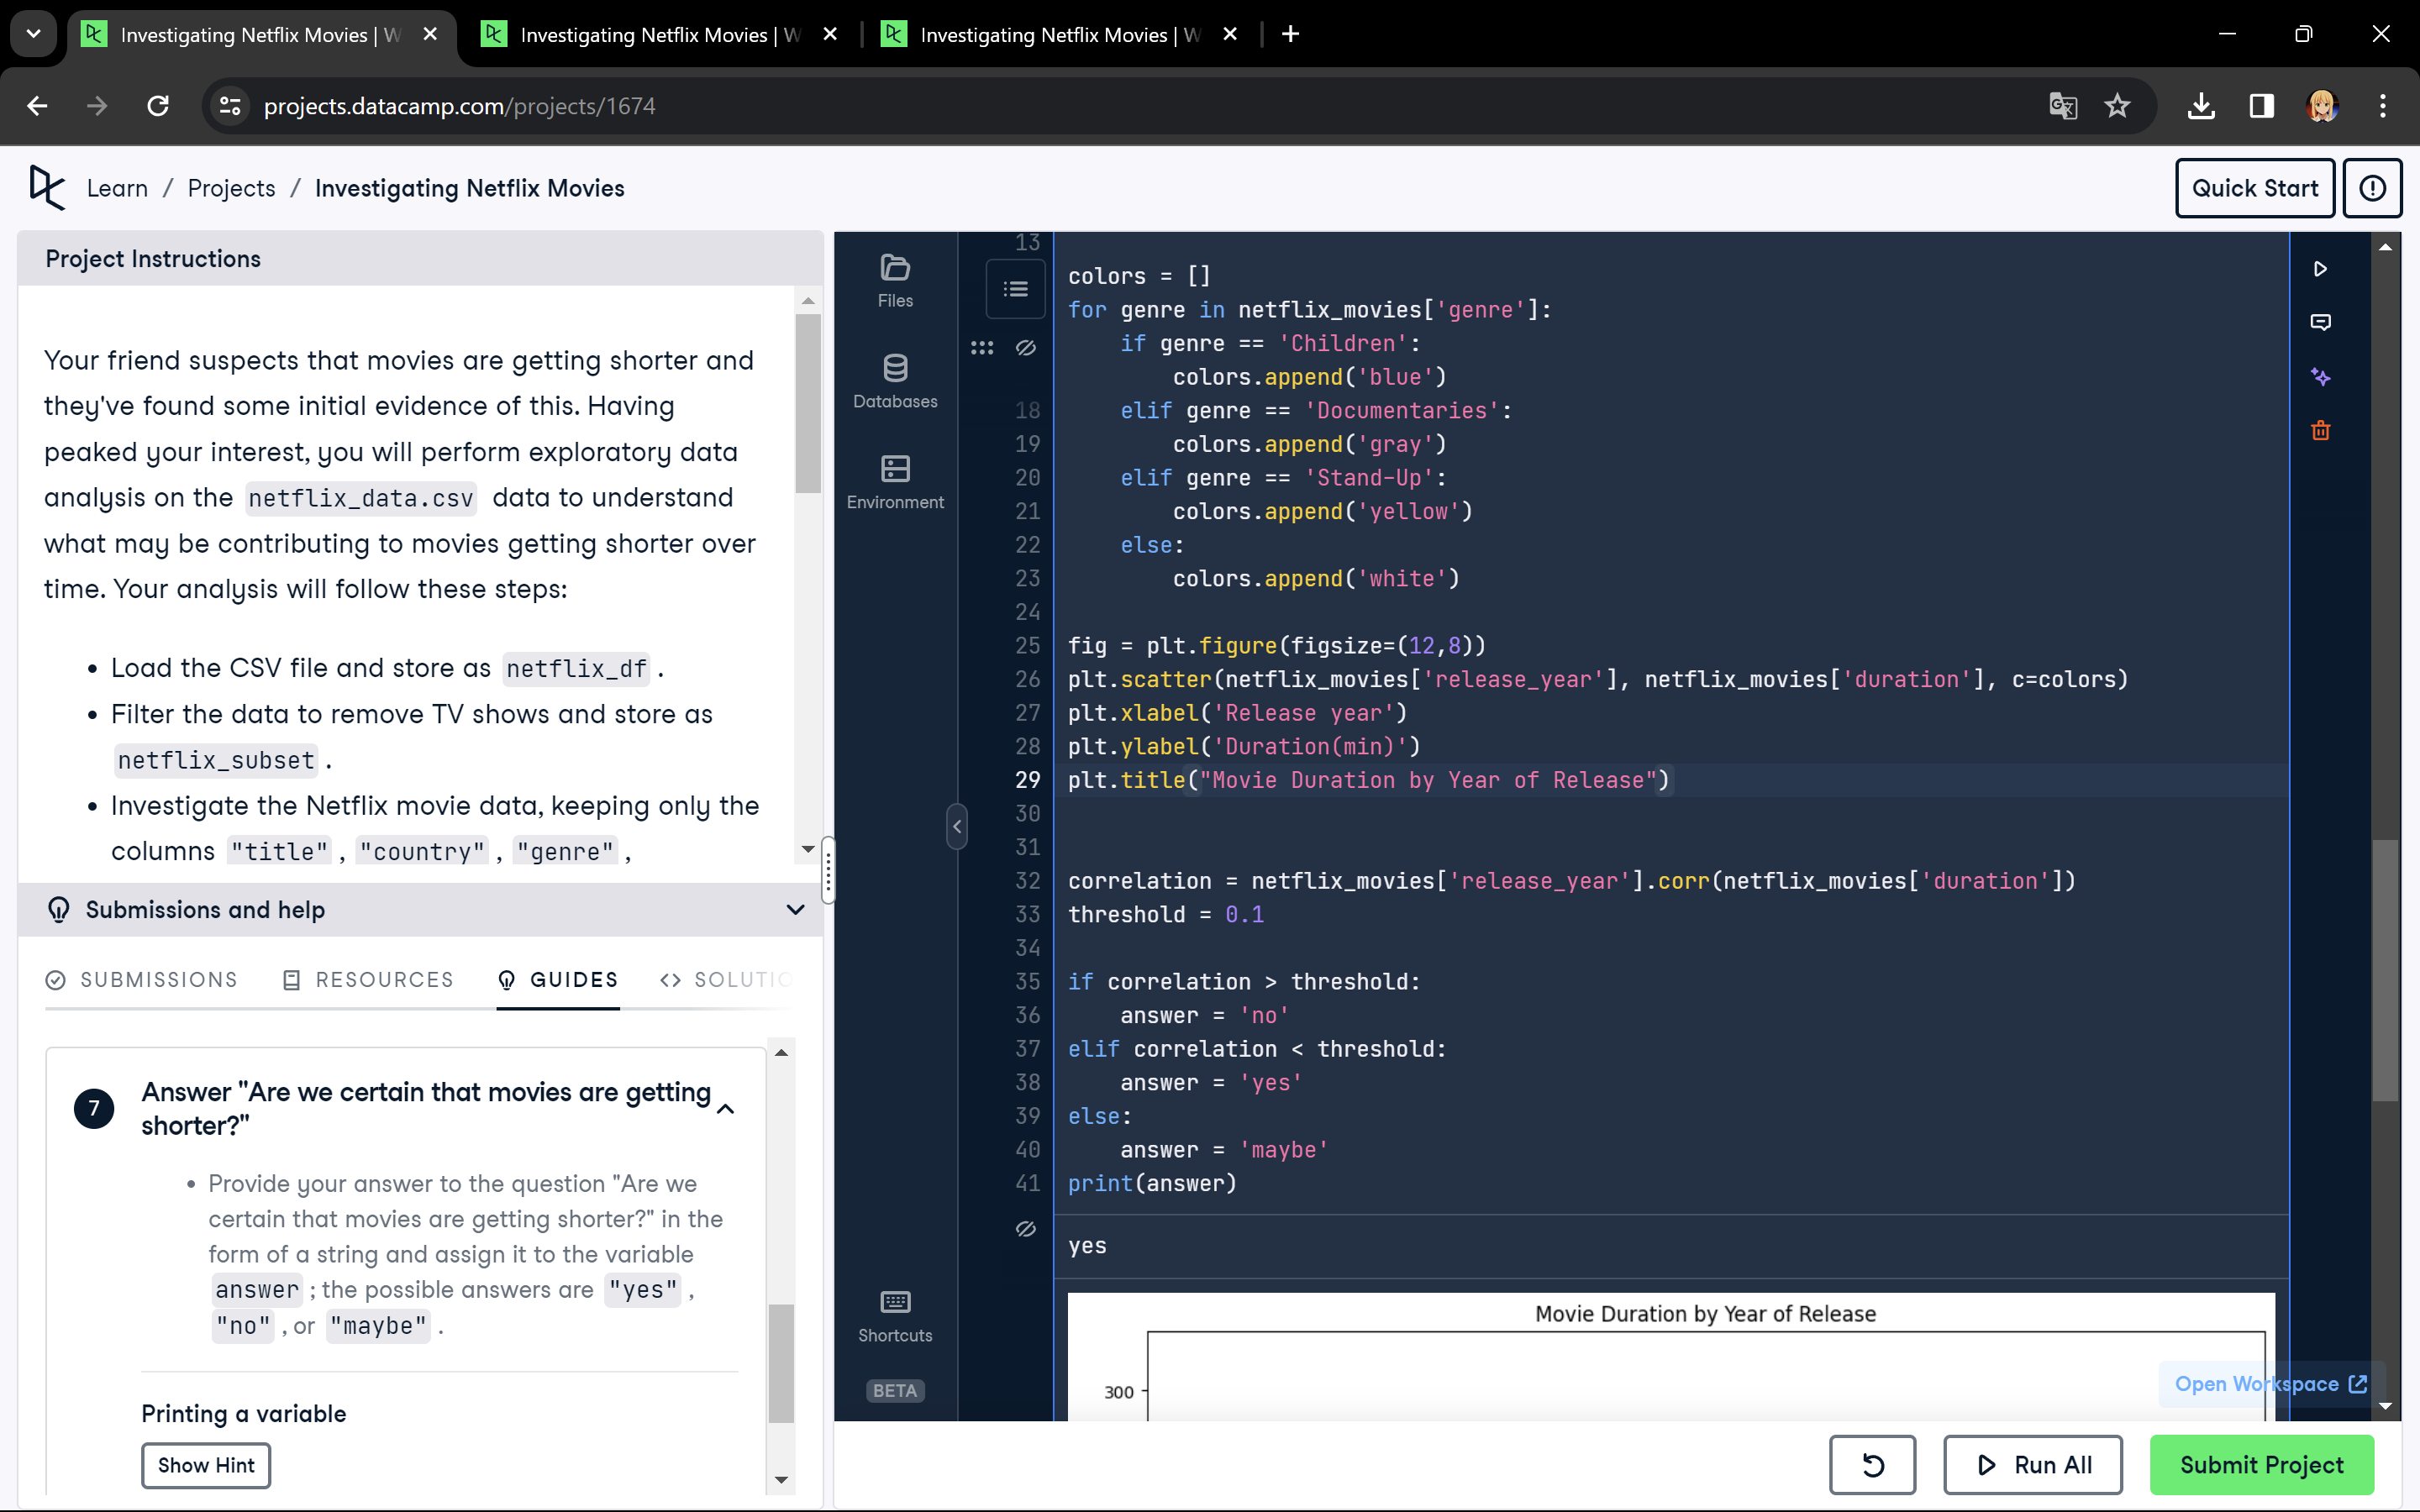 Investigating Netflix Movies | W
Investigating Netflix Movies | W
Investigating Netflix Movies | W
projects.datacamp.com/projects/1674
Learn / Projects / Investigating Netflix Movies
Quick Start
Project Instructions
Your friend suspects that movies are getting shorter and
they've found some initial evidence of this. Having
peaked your interest, you will perform exploratory data
analysis on the netflix_data.csv data to understand
what may be contributing to movies getting shorter over
time. Your analysis will follow these steps:
• Load the CSV file and store as netflix_df .
• Filter the data to remove TV shows and store as
netflix_subset .
• Investigate the Netflix movie data, keeping only the
columns "title" , "country" , "genre" ,
Submissions and help
SUBMISSIONS RESOURCES GUIDES SOLUTIO
7
Answer "Are we certain that movies are getting
shorter?"
• Provide your answer to the question "Are we
certain that movies are getting shorter?" in the
form of a string and assign it to the variable
answer ; the possible answers are "yes" ,
"no" , or "maybe" .
Printing a variable
Show Hint
Files
Databases
Environment
Shortcuts
BETA
13
colors = []
for genre in netflix_movies['genre']:
if genre == 'Children':
colors.append('blue')
18 elif genre == 'Documentaries':
19 colors.append('gray')
20 elif genre == 'Stand-Up':
21 colors.append('yellow')
22 else:
23 colors.append('white')
24
25 fig = plt.figure(figsize=(12,8))
26 plt.scatter(netflix_movies['release_year'], netflix_movies['duration'], c=colors)
27 plt.xlabel('Release year')
28 plt.ylabel('Duration(min)')
29 plt.title("Movie Duration by Year of Release")
30
31
32 correlation = netflix_movies['release_year'].corr(netflix_movies['duration'])
33 threshold = 0.1
34
35 if correlation > threshold:
36 answer = 'no'
37 elif correlation < threshold:
38 answer = 'yes'
39 else:
40 answer = 'maybe'
41 print(answer)
yes
Movie Duration by Year of Release
300
Open Workspace
Run All
Submit Project